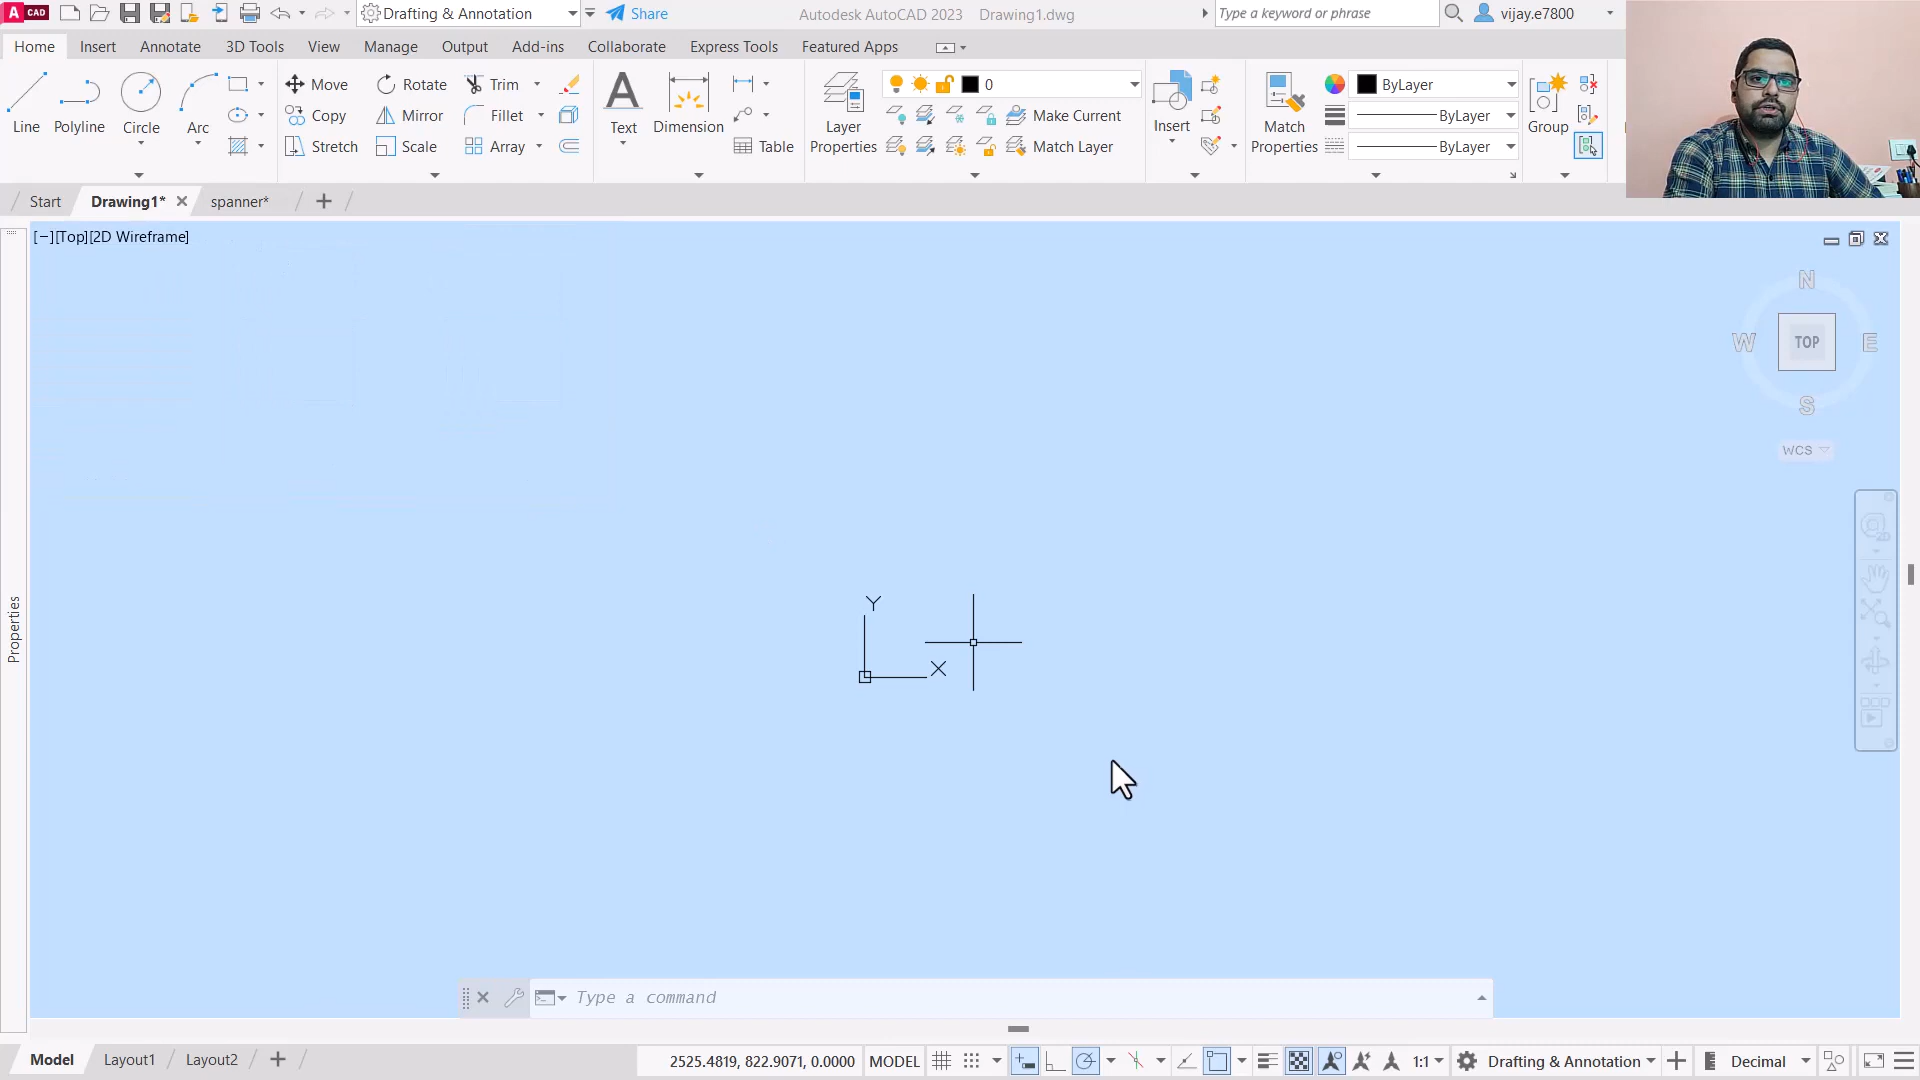 A CAD
Drafting & Annotation
Share
Autodesk AutoCAD 2023 Drawing1.dwg
Type a keyword or phrase
vijay.e7800
Home Insert Annotate 3D Tools View Manage Output Add-ins Collaborate Express Tools Featured Apps
Line Polyline Circle Arc
Move Rotate Trim
Copy Mirror Fillet
Stretch Scale Array
Text Dimension
Table
Layer Properties
0
Make Current
Match Layer
Insert
Match Properties
ByLayer
ByLayer
ByLayer
Group
Start Drawing1* spanner*
[−][Top][2D Wireframe]
N
W TOP E
S
WCS
Y
X
2D
Properties
Type a command
Model Layout1 Layout2
2525.4819, 822.9071, 0.0000 MODEL 1:1 Drafting & Annotation Decimal